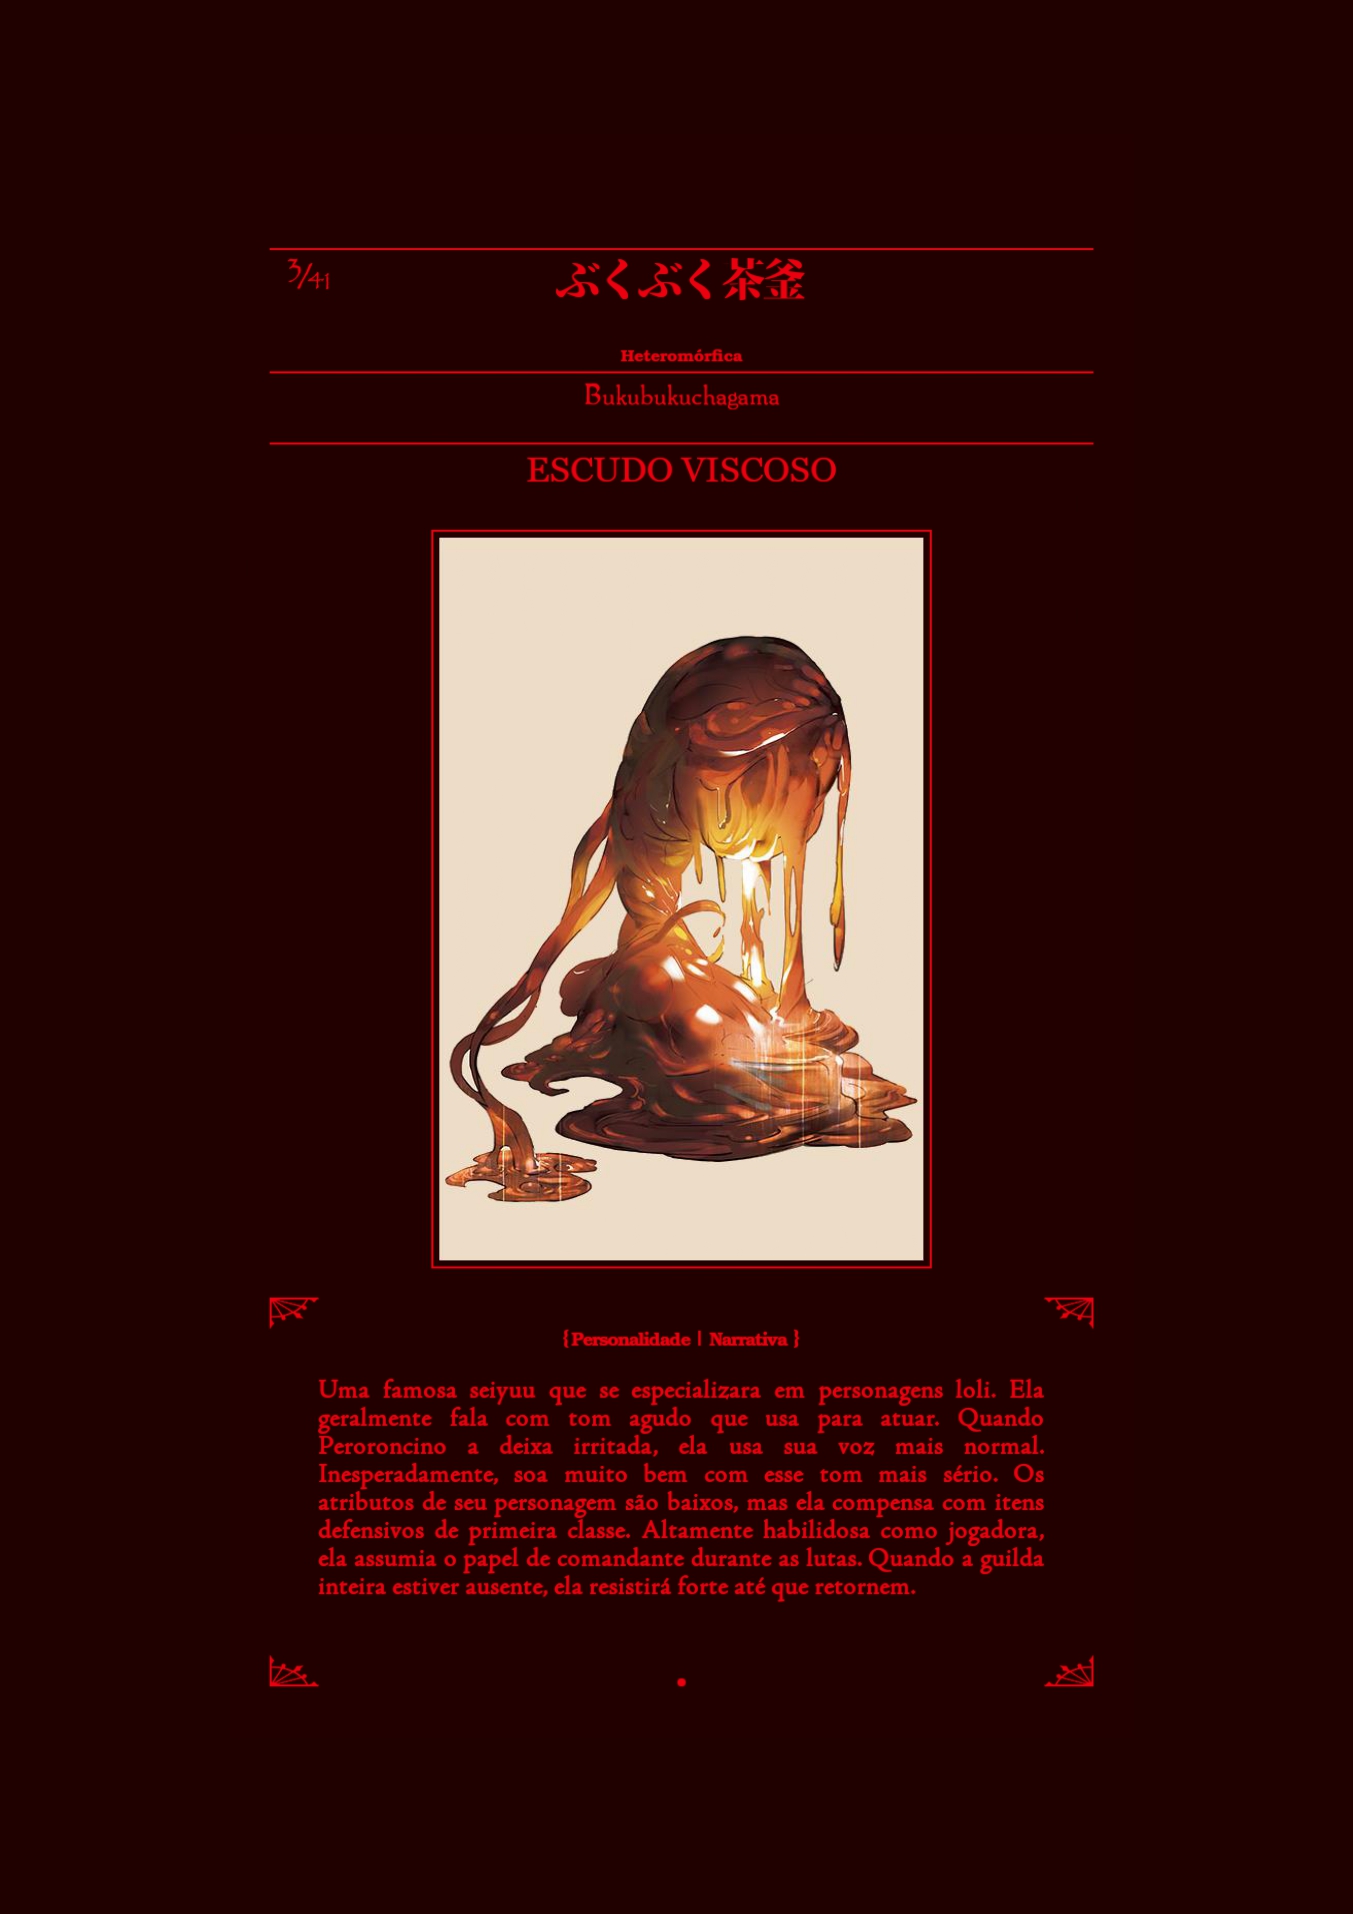 3/41
ぶくぶく茶釜
Heteromórfica
Bukubukuchagama
ESCUDO VISCOSO
{Personalidade | Narrativa }
Uma famosa seiyuu que se especializara em personagens loli. Ela
geralmente fala com tom agudo que usa para atuar. Quando
Peroroncino a deixa irritada, ela usa sua voz mais normal.
Inesperadamente, soa muito bem com esse tom mais sério. Os
atributos de seu personagem são baixos, mas ela compensa com itens
defensivos de primeira classe. Altamente habilidosa como jogadora,
ela assumia o papel de comandante durante as lutas. Quando a guilda
inteira estiver ausente, ela resistirá forte até que retornem.